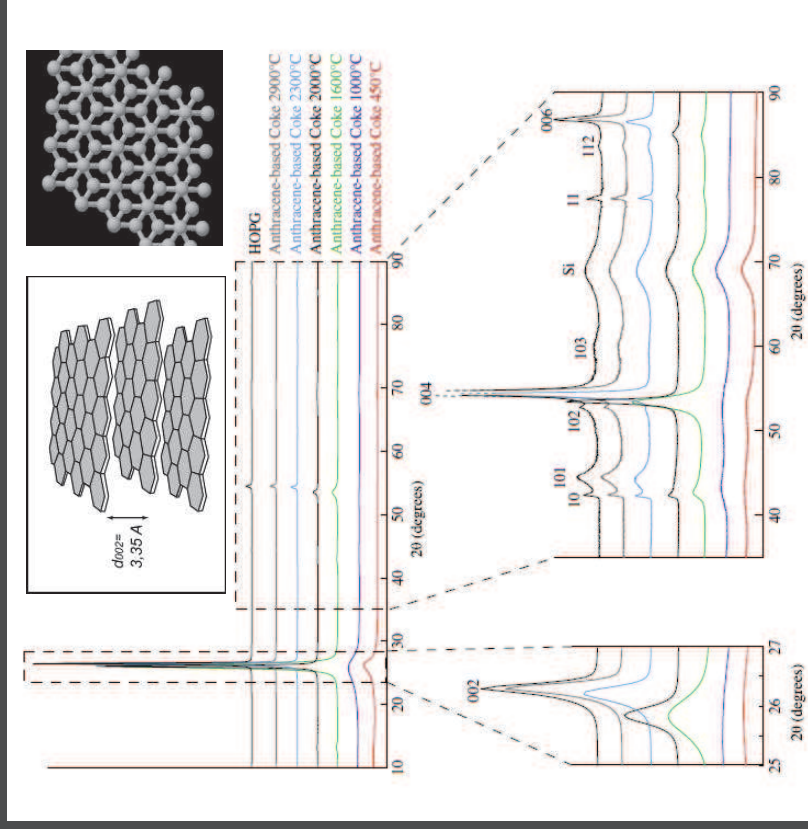 d002=
3,35 A
HOPG
Anthracene-based Coke 2900°C
Anthracene-based Coke 2300°C
Anthracene-based Coke 2000°C
Anthracene-based Coke 1600°C
Anthracene-based Coke 1000°C
Anthracene-based Coke 450°C
10 20 30 40 50 60 70 80 90
2θ (degrees)
002
25 26 27
2θ (degrees)
004
006
10 101 102 103 Si 11 112
40 50 60 70 80 90
2θ (degrees)